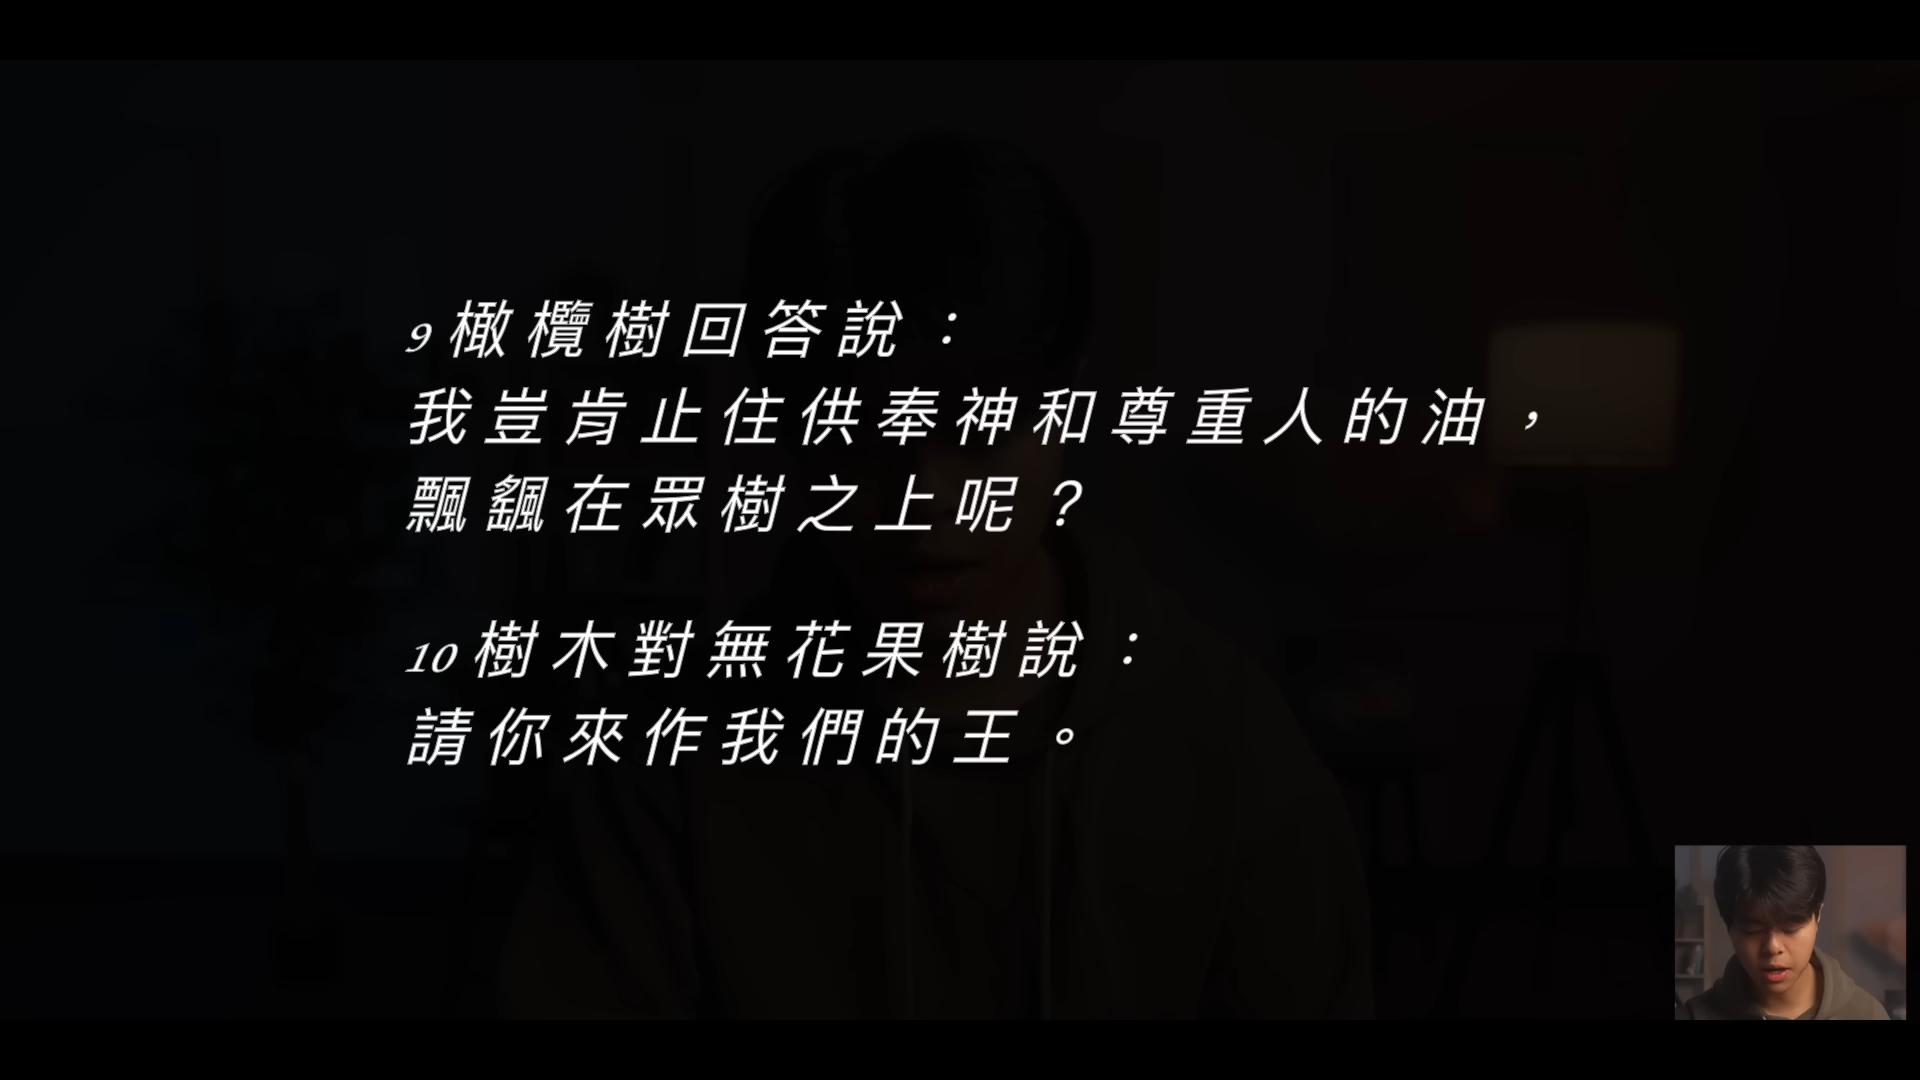 9 橄欖樹回答說：
我豈肯止住供奉神和尊重人的油，
飄颻在眾樹之上呢？
10 樹木對無花果樹說：
請你來作我們的王。